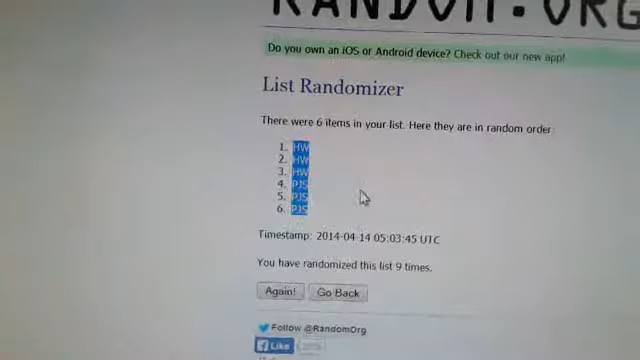 RANDOM.ORG
Do you own an iOS or Android device? Check out our new app!
List Randomizer
There were 6 items in your list. Here they are in random order:
1. HW
2. HW
3. HW
4. PJS
5. PJS
6. PJS
Timestamp: 2014-04-14 05:03:45 UTC
You have randomized this list 9 times.
Again! Go Back
Follow @RandomOrg
Like